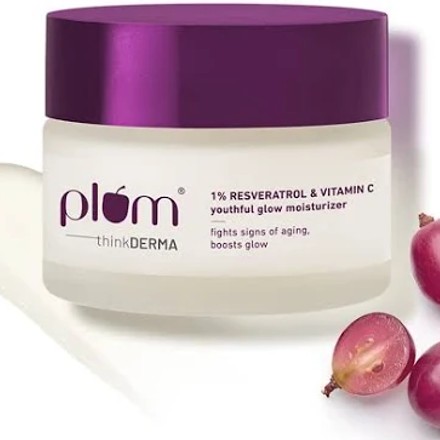 plum®
thinkDERMA
1% RESVERATROL & VITAMIN C
youthful glow moisturizer
fights signs of aging,
boosts glow